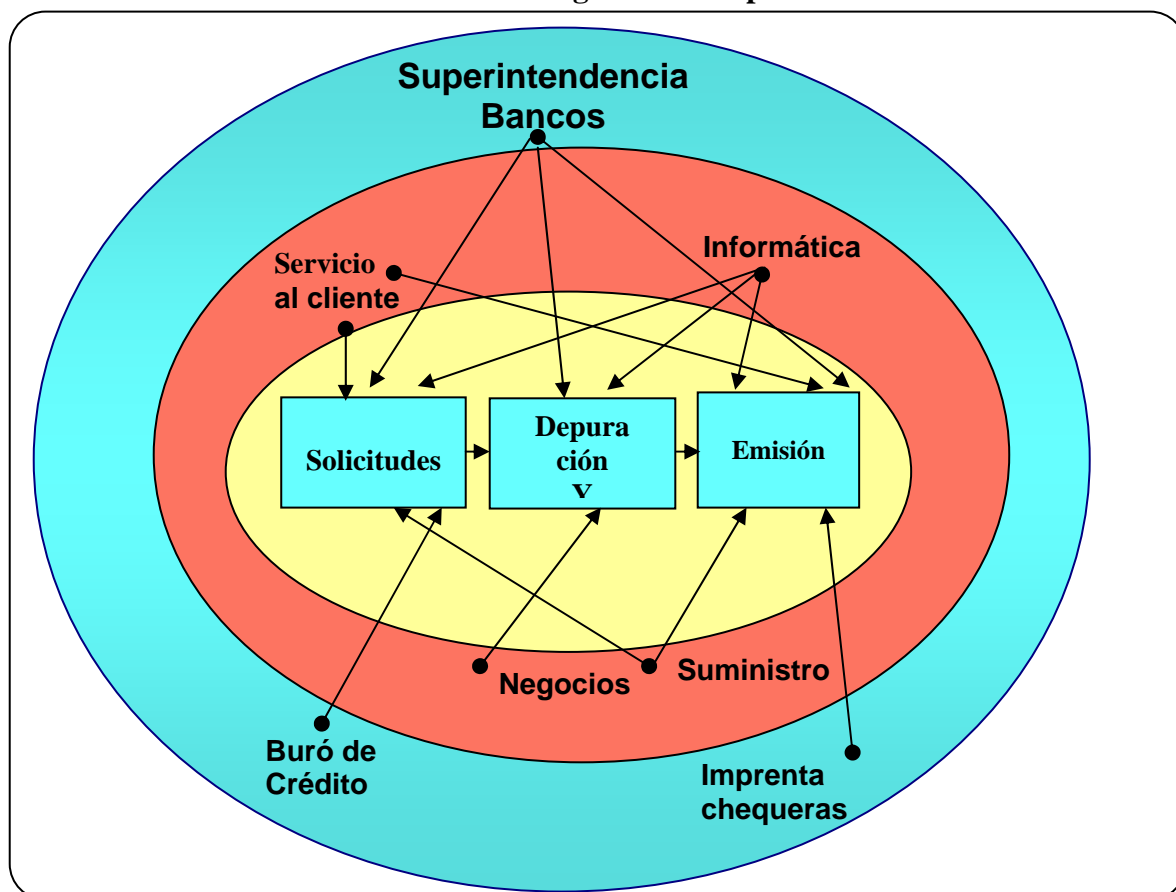 Superintendencia
Bancos
Informática
Servicio
al cliente
Solicitudes
Depura
ción
Emisión
Negocios
Suministro
Buró de
Crédito
Imprenta
chequeras